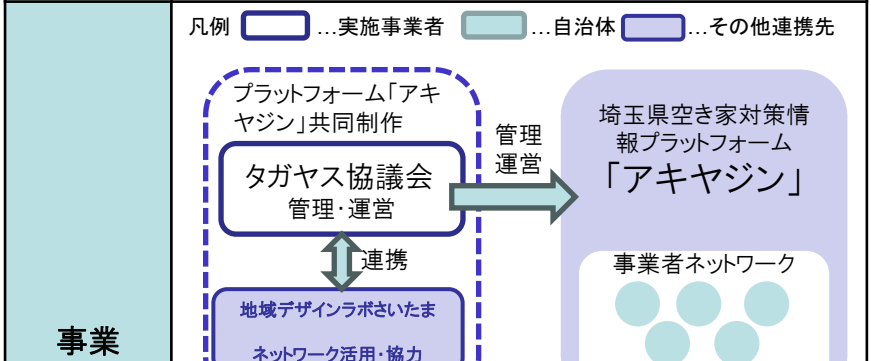 凡例 …実施事業者 …自治体 …その他連携先
プラットフォーム「アキ
ヤジン」共同制作
タガヤス協議会
管理・運営
管理
運営
連携
地域デザインラボさいたま
ネットワーク活用・協力
埼玉県空き家対策情
報プラットフォーム
「アキヤジン」
事業者ネットワーク
事業